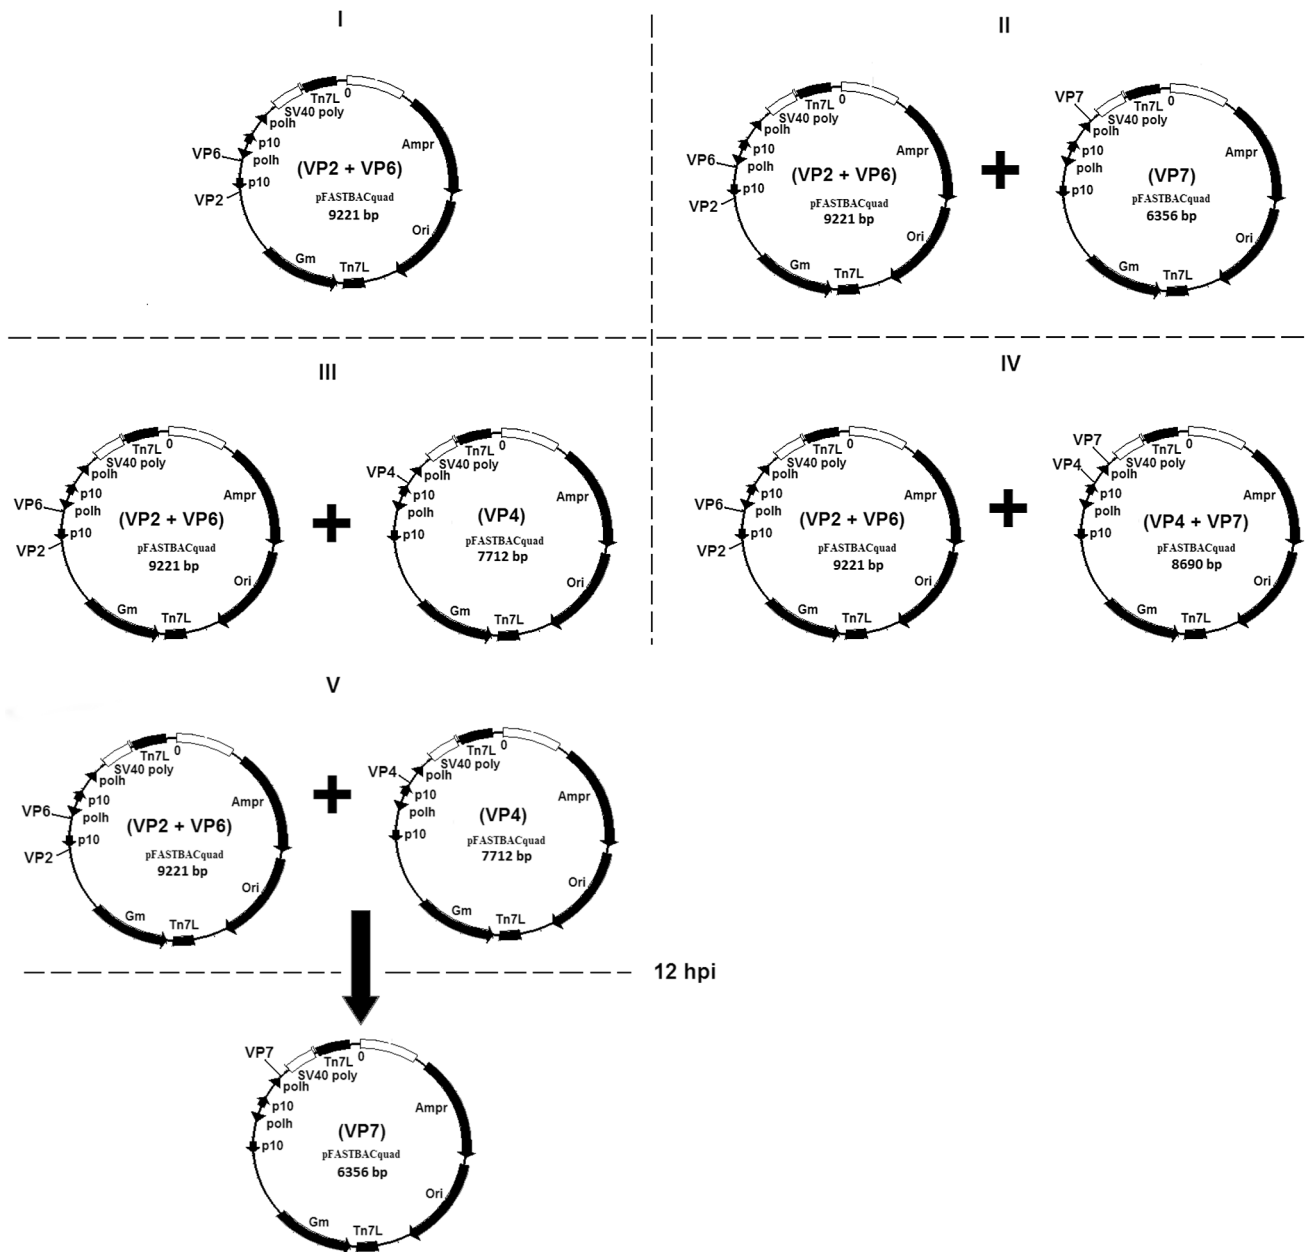 I
Tn7L
0
SV40 poly
polh
p10
VP6
polh
p10
VP2
Ampr
(VP2 + VP6)
pFASTBACquad
9221 bp
Ori
Gm
Tn7L
II
Tn7L
0
SV40 poly
polh
p10
VP6
polh
p10
VP2
Ampr
(VP2 + VP6)
pFASTBACquad
9221 bp
Ori
Gm
Tn7L
+
VP7
Tn7L
0
SV40 poly
polh
p10
polh
p10
Ampr
(VP7)
pFASTBACquad
6356 bp
Ori
Gm
Tn7L
III
Tn7L
0
SV40 poly
polh
p10
VP6
polh
p10
VP2
Ampr
(VP2 + VP6)
pFASTBACquad
9221 bp
Ori
Gm
Tn7L
+
Tn7L
0
SV40 poly
VP4
polh
p10
polh
p10
Ampr
(VP4)
pFASTBACquad
7712 bp
Ori
Gm
Tn7L
IV
Tn7L
0
SV40 poly
polh
p10
VP6
polh
p10
VP2
Ampr
(VP2 + VP6)
pFASTBACquad
9221 bp
Ori
Gm
Tn7L
+
VP7
Tn7L
0
SV40 poly
VP4
polh
p10
polh
p10
Ampr
(VP4 + VP7)
pFASTBACquad
8690 bp
Ori
Gm
Tn7L
V
Tn7L
0
SV40 poly
polh
p10
VP6
polh
p10
VP2
Ampr
(VP2 + VP6)
pFASTBACquad
9221 bp
Ori
Gm
Tn7L
+
Tn7L
0
SV40 poly
VP4
polh
p10
polh
p10
Ampr
(VP4)
pFASTBACquad
7712 bp
Ori
Gm
Tn7L
12 hpi
VP7
Tn7L
0
SV40 poly
polh
p10
polh
p10
Ampr
(VP7)
pFASTBACquad
6356 bp
Ori
Gm
Tn7L